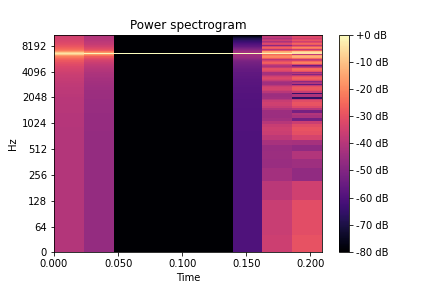 Power spectrogram
8192
4096
2048
1024
512
256
128
64
0
Hz
0.000 0.050 0.100 0.150 0.200
Time
+0 dB
-10 dB
-20 dB
-30 dB
-40 dB
-50 dB
-60 dB
-70 dB
-80 dB